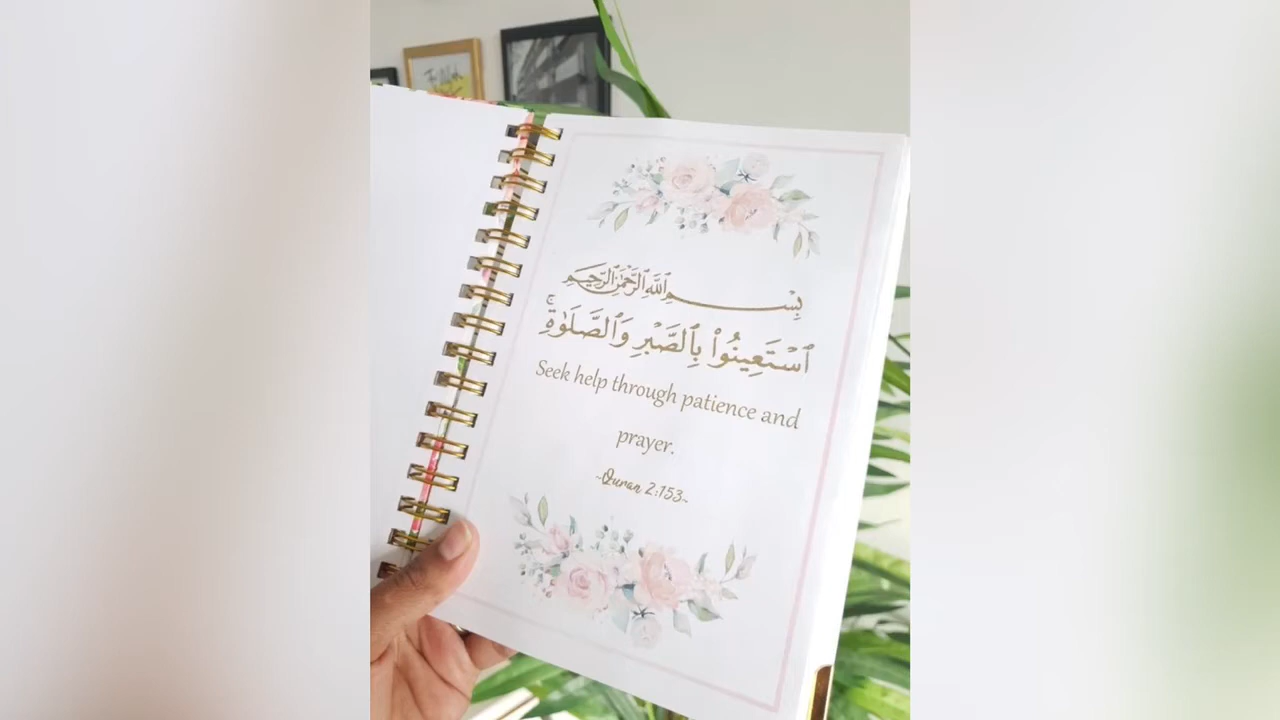 بِسْمِ ٱللَّهِ ٱلرَّحْمَٰنِ ٱلرَّحِيمِ
ٱسْتَعِينُوا۟ بِٱلصَّبْرِ وَٱلصَّلَوٰةِۚ
Seek help through patience and
prayer.
~Quran 2:153~